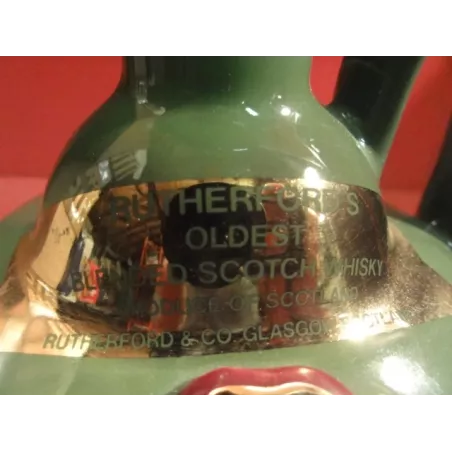 RUTHERFORD'S
OLDEST
BLENDED SCOTCH WHISKY
PRODUCE OF SCOTLAND
RUTHERFORD & CO. GLASGOW